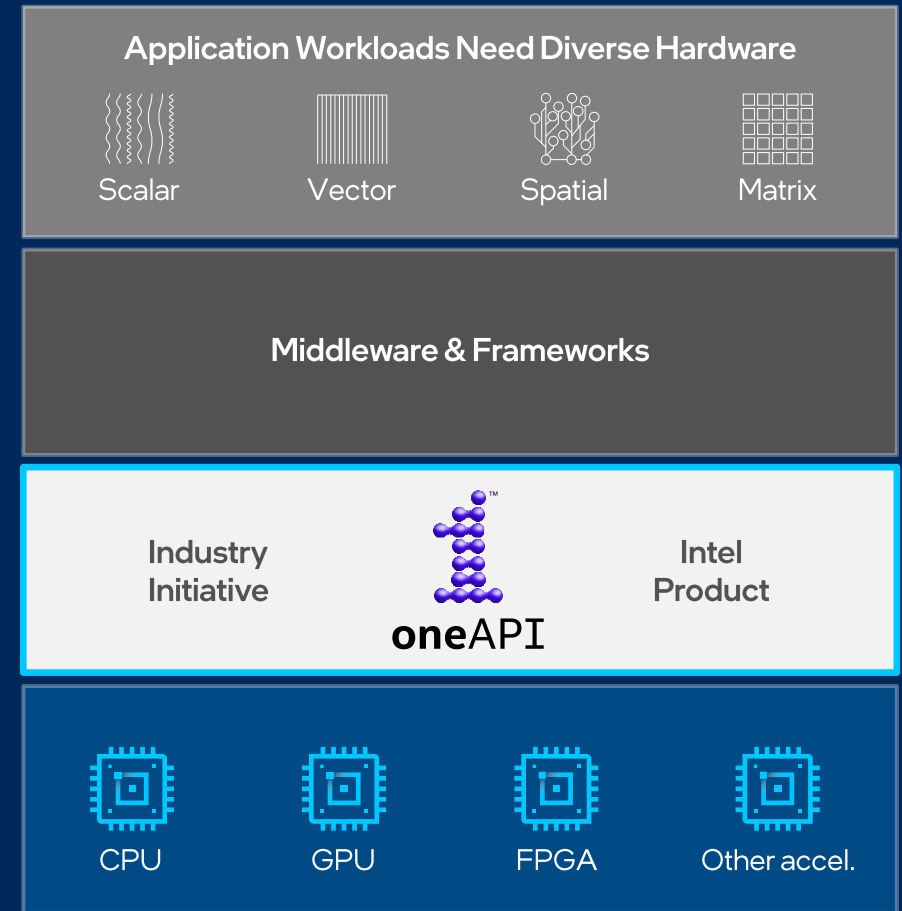 Application Workloads Need Diverse Hardware
Scalar
Vector
Spatial
Matrix
Middleware & Frameworks
Industry
Initiative
™
oneAPI
Intel
Product
CPU
GPU
FPGA
Other accel.